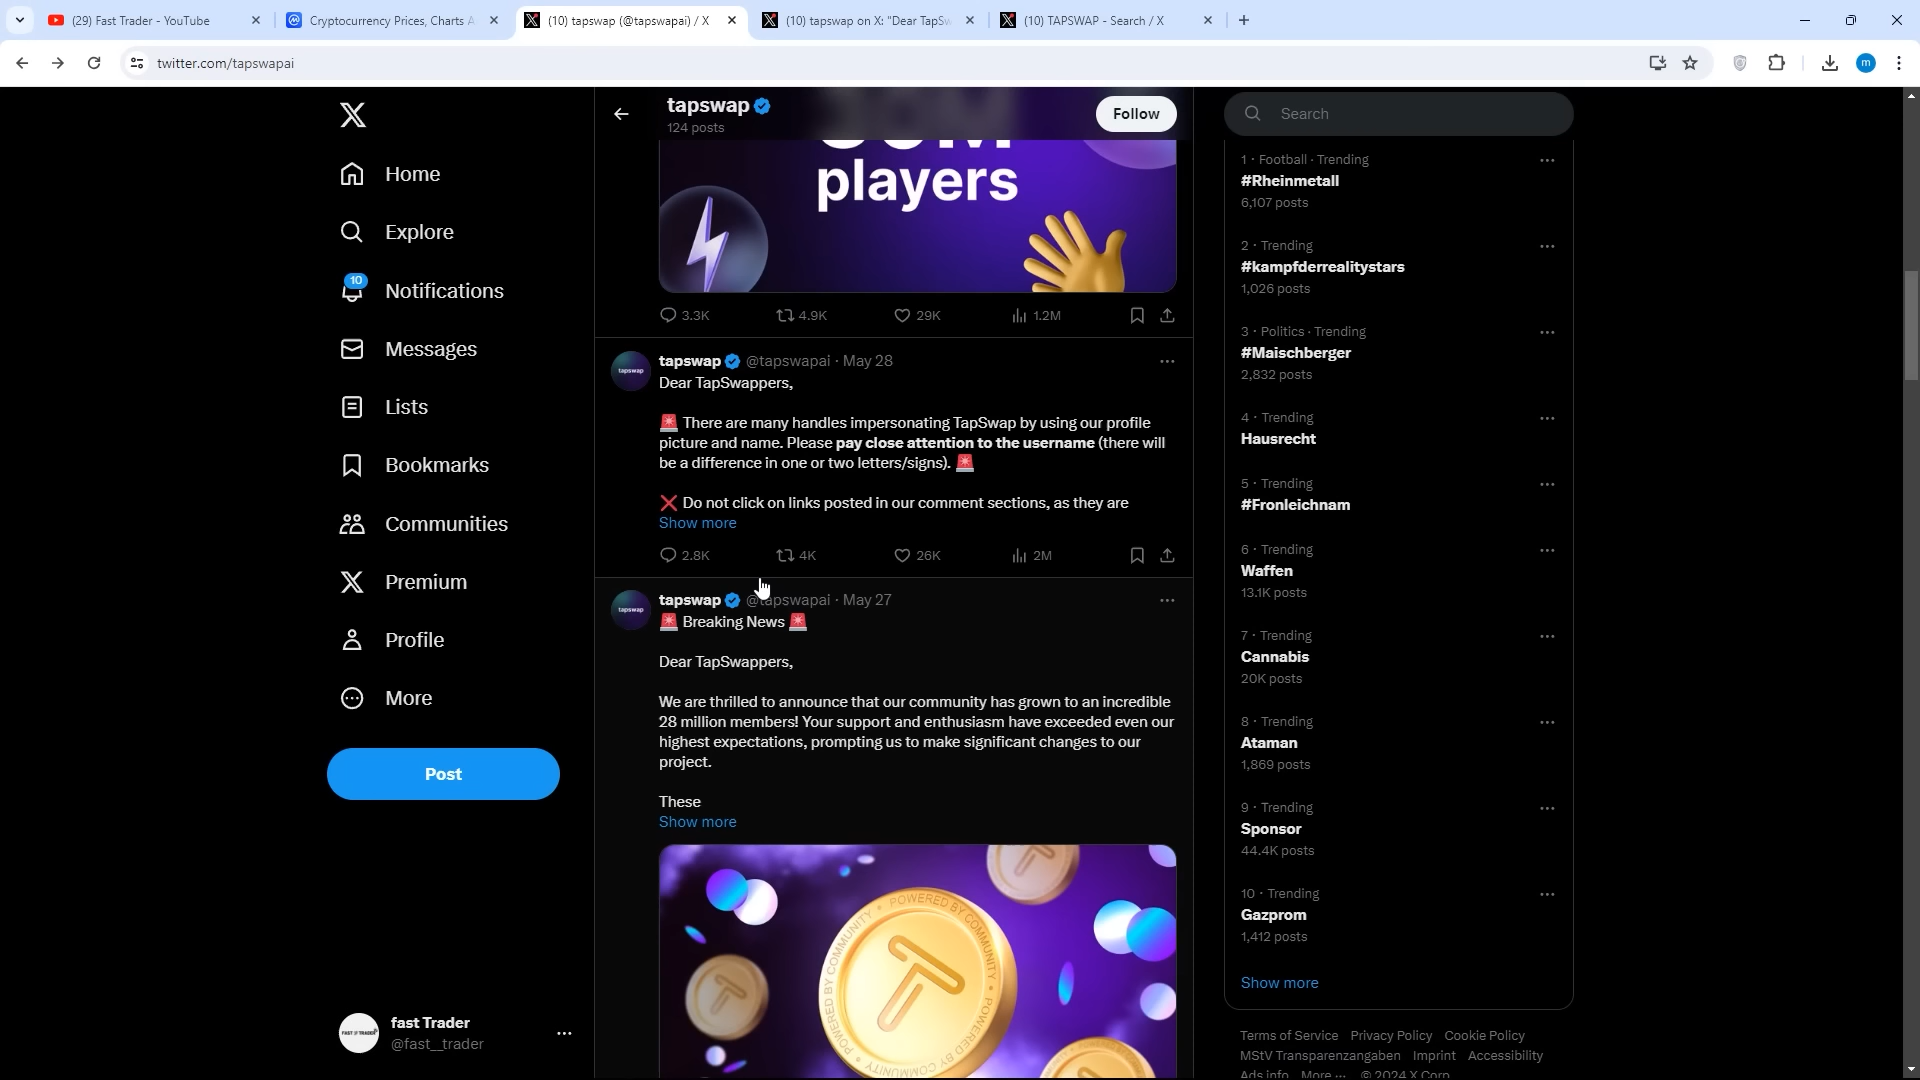 (29) Fast Trader - YouTube
Cryptocurrency Prices, Charts A
(10) tapswap (@tapswapai) / X
(10) tapswap on X: "Dear TapSw
(10) TAPSWAP - Search / X
twitter.com/tapswapai
m
Home
Explore
10
Notifications
Messages
Lists
Bookmarks
Communities
Premium
Profile
More
Post
fast Trader
@fast__trader
tapswap
124 posts
Follow
players
3.3K
4.9K
29K
1.2M
tapswap @tapswapai · May 28
Dear TapSwappers,
🚨 There are many handles impersonating TapSwap by using our profile
picture and name. Please pay close attention to the username (there will
be a difference in one or two letters/signs). 🚨
❌ Do not click on links posted in our comment sections, as they are
Show more
2.8K
4K
26K
2M
tapswap @tapswapai · May 27
🚨 Breaking News 🚨
Dear TapSwappers,
We are thrilled to announce that our community has grown to an incredible
28 million members! Your support and enthusiasm have exceeded even our
highest expectations, prompting us to make significant changes to our
project.
These
Show more
POWERED BY COMMUNITY
Search
1 · Football · Trending
#Rheinmetall
6,107 posts
2 · Trending
#kampfderrealitystars
1,026 posts
3 · Politics · Trending
#Maischberger
2,832 posts
4 · Trending
Hausrecht
5 · Trending
#Fronleichnam
6 · Trending
Waffen
13.1K posts
7 · Trending
Cannabis
20K posts
8 · Trending
Ataman
1,869 posts
9 · Trending
Sponsor
44.4K posts
10 · Trending
Gazprom
1,412 posts
Show more
Terms of Service Privacy Policy Cookie Policy
MStV Transparenzangaben Imprint Accessibility
Ads info More ··· © 2024 X Corp.